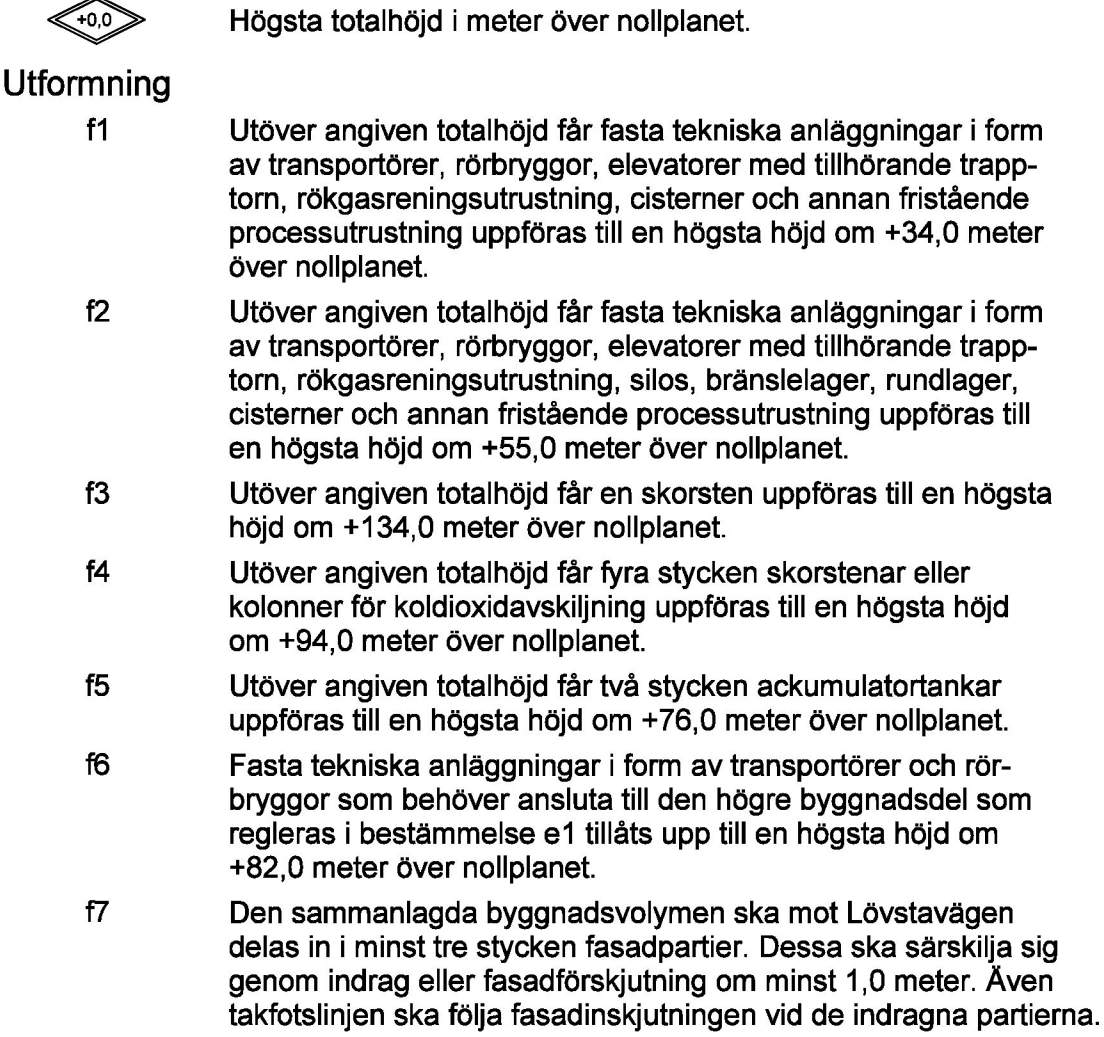 +0,0 Högsta totalhöjd i meter över nollplanet.
Utformning
f1 Utöver angiven totalhöjd får fasta tekniska anläggningar i form
av transportörer, rörbryggor, elevatorer med tillhörande trapp-
torn, rökgasreningsutrustning, cisterner och annan fristående
processutrustning uppföras till en högsta höjd om +34,0 meter
över nollplanet.
f2 Utöver angiven totalhöjd får fasta tekniska anläggningar i form
av transportörer, rörbryggor, elevatorer med tillhörande trapp-
torn, rökgasreningsutrustning, silos, bränslelager, rundlager,
cisterner och annan fristående processutrustning uppföras till
en högsta höjd om +55,0 meter över nollplanet.
f3 Utöver angiven totalhöjd får en skorsten uppföras till en högsta
höjd om +134,0 meter över nollplanet.
f4 Utöver angiven totalhöjd får fyra stycken skorstenar eller
kolonner för koldioxidavskiljning uppföras till en högsta höjd
om +94,0 meter över nollplanet.
f5 Utöver angiven totalhöjd får två stycken ackumulatortankar
uppföras till en högsta höjd om +76,0 meter över nollplanet.
f6 Fasta tekniska anläggningar i form av transportörer och rör-
bryggor som behöver ansluta till den högre byggnadsdel som
regleras i bestämmelse e1 tillåts upp till en högsta höjd om
+82,0 meter över nollplanet.
f7 Den sammanlagda byggnadsvolymen ska mot Lövstavägen
delas in i minst tre stycken fasadpartier. Dessa ska särskilja sig
genom indrag eller fasadförskjutning om minst 1,0 meter. Även
takfotslinjen ska följa fasadinskjutningen vid de indragna partierna.